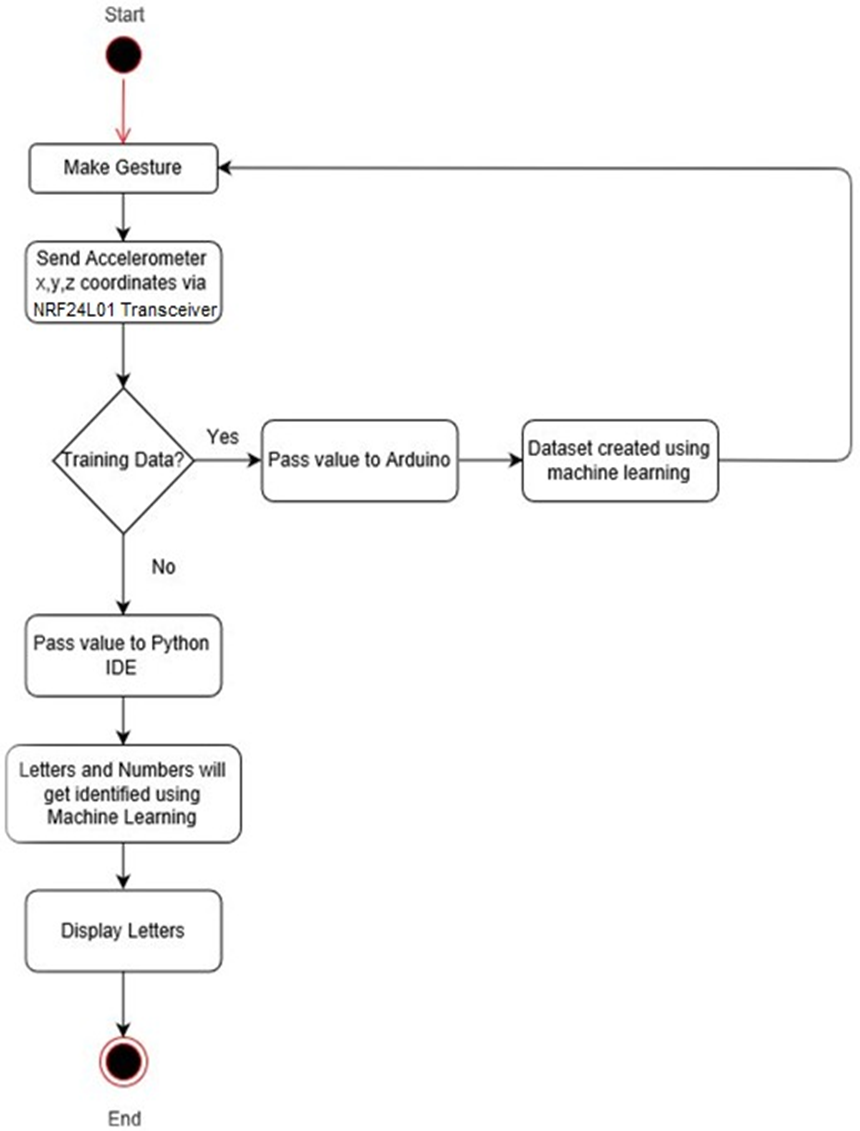 Start
Make Gesture
Send Accelerometer
x,y,z coordinates via
NRF24L01 Transceiver
Training Data?
Yes
Pass value to Arduino
Dataset created using
machine learning
No
Pass value to Python
IDE
Letters and Numbers will
get identified using
Machine Learning
Display Letters
End